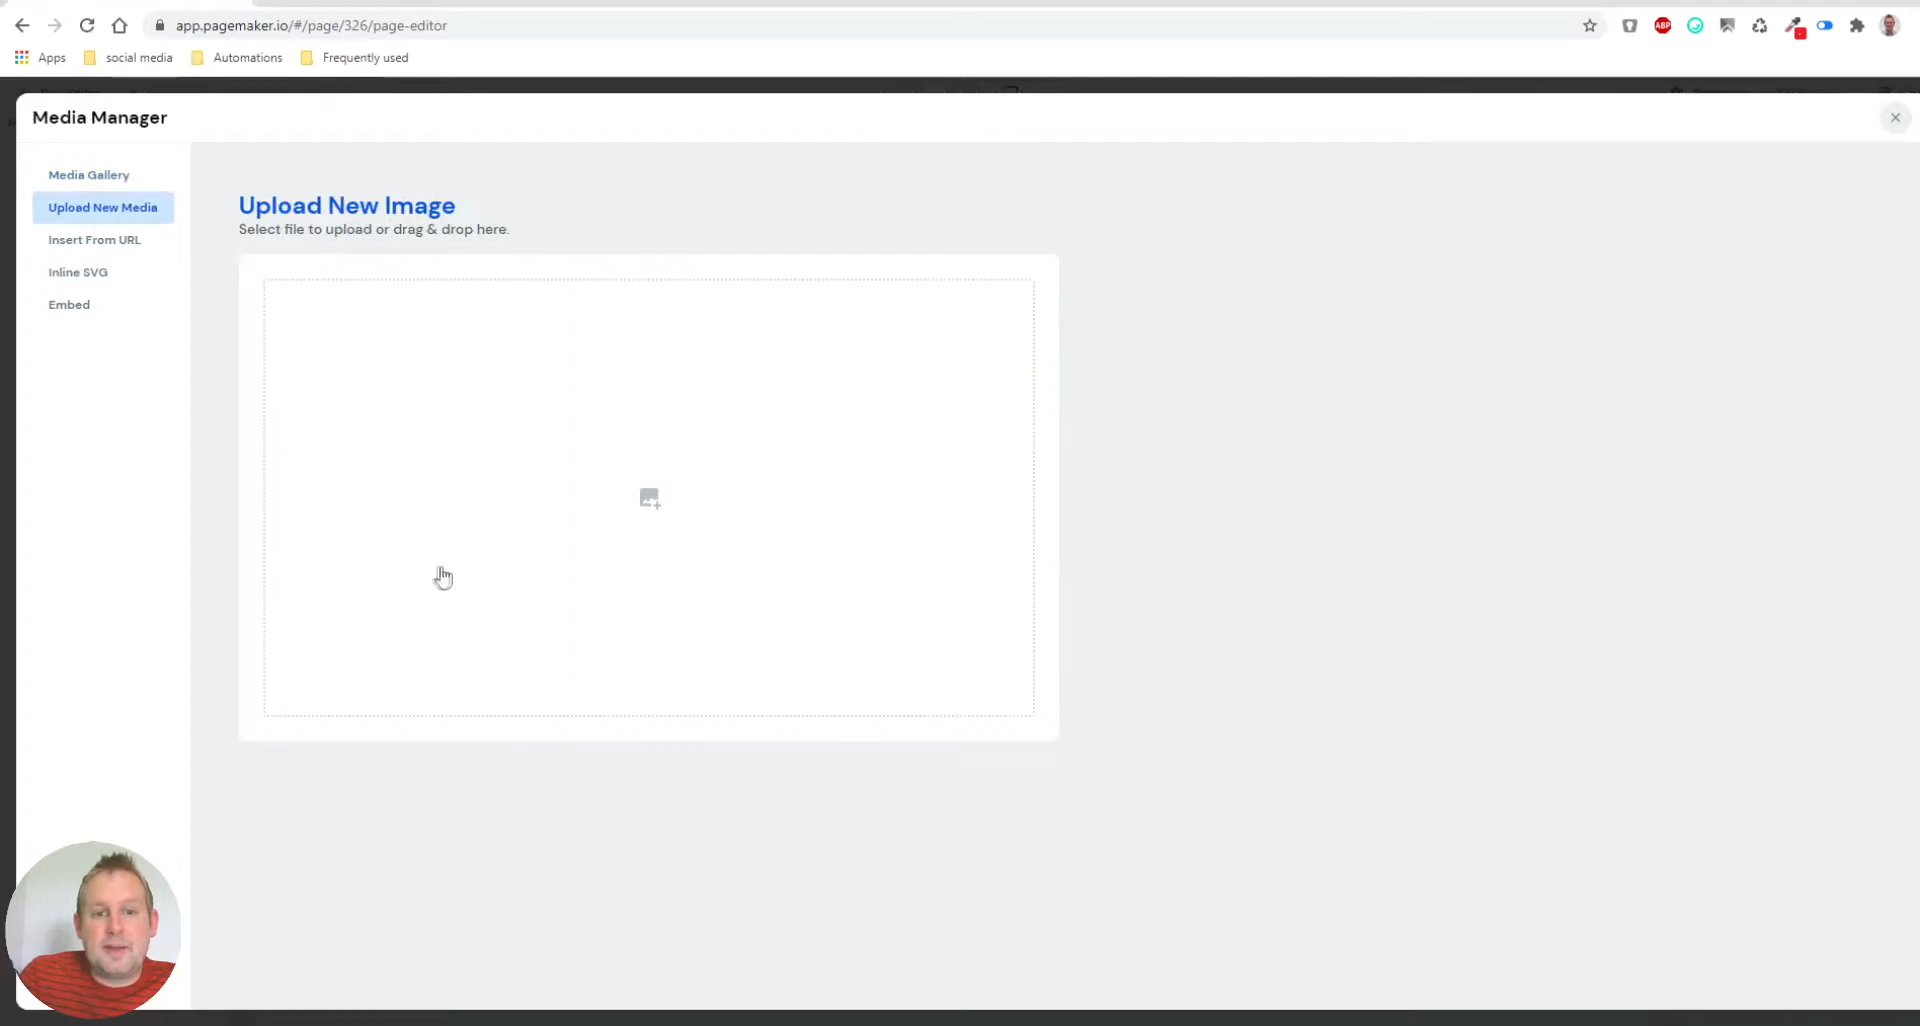 app.pagemaker.io/#/page/326/page-editor
ABP
Apps
social media
Automations
Frequently used
Media Manager
Media Gallery
Upload New Media
Insert From URL
Inline SVG
Embed
Upload New Image
Select file to upload or drag & drop here.